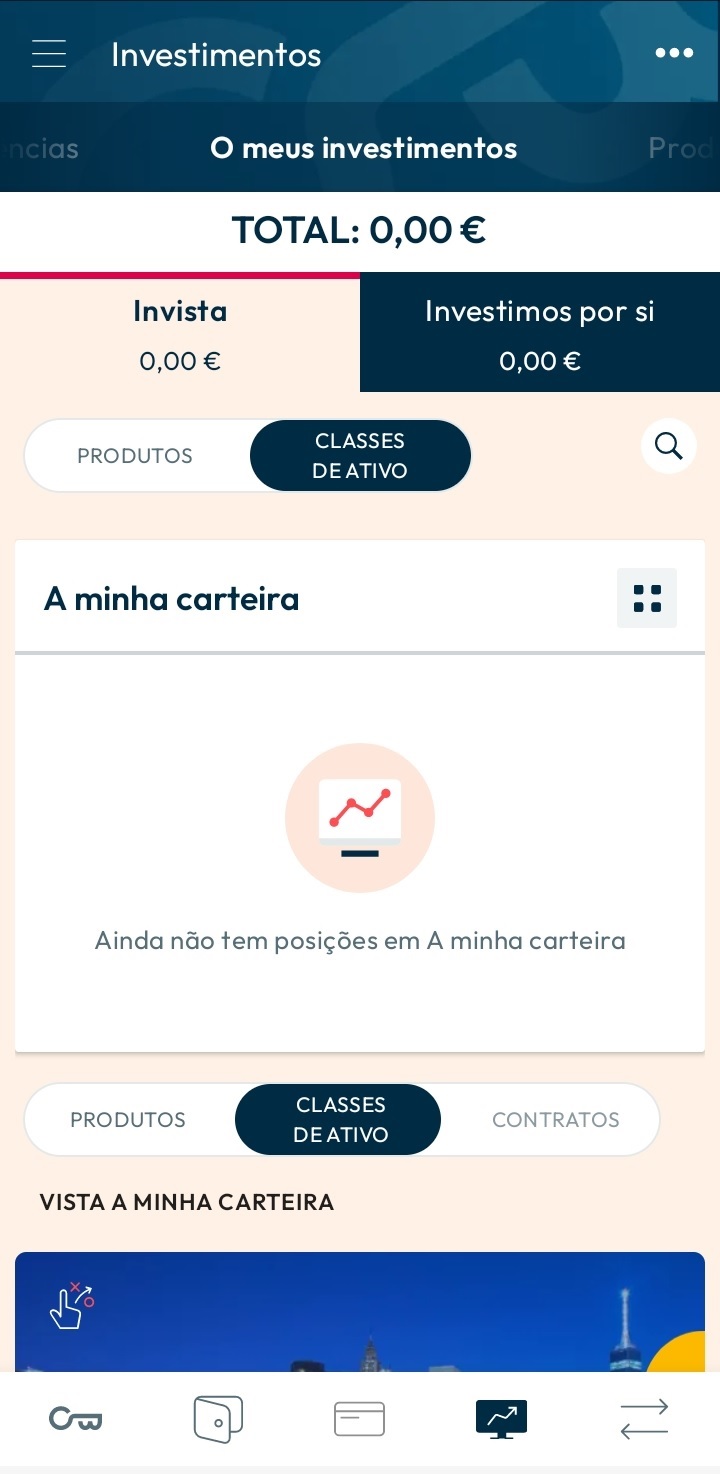 Investimentos
ncias
O meus investimentos
Prod
TOTAL: 0,00 €
Invista
0,00 €
Investimos por si
0,00 €
PRODUTOS
CLASSES
DE ATIVO
A minha carteira
Ainda não tem posições em A minha carteira
PRODUTOS
CLASSES
DE ATIVO
CONTRATOS
VISTA A MINHA CARTEIRA